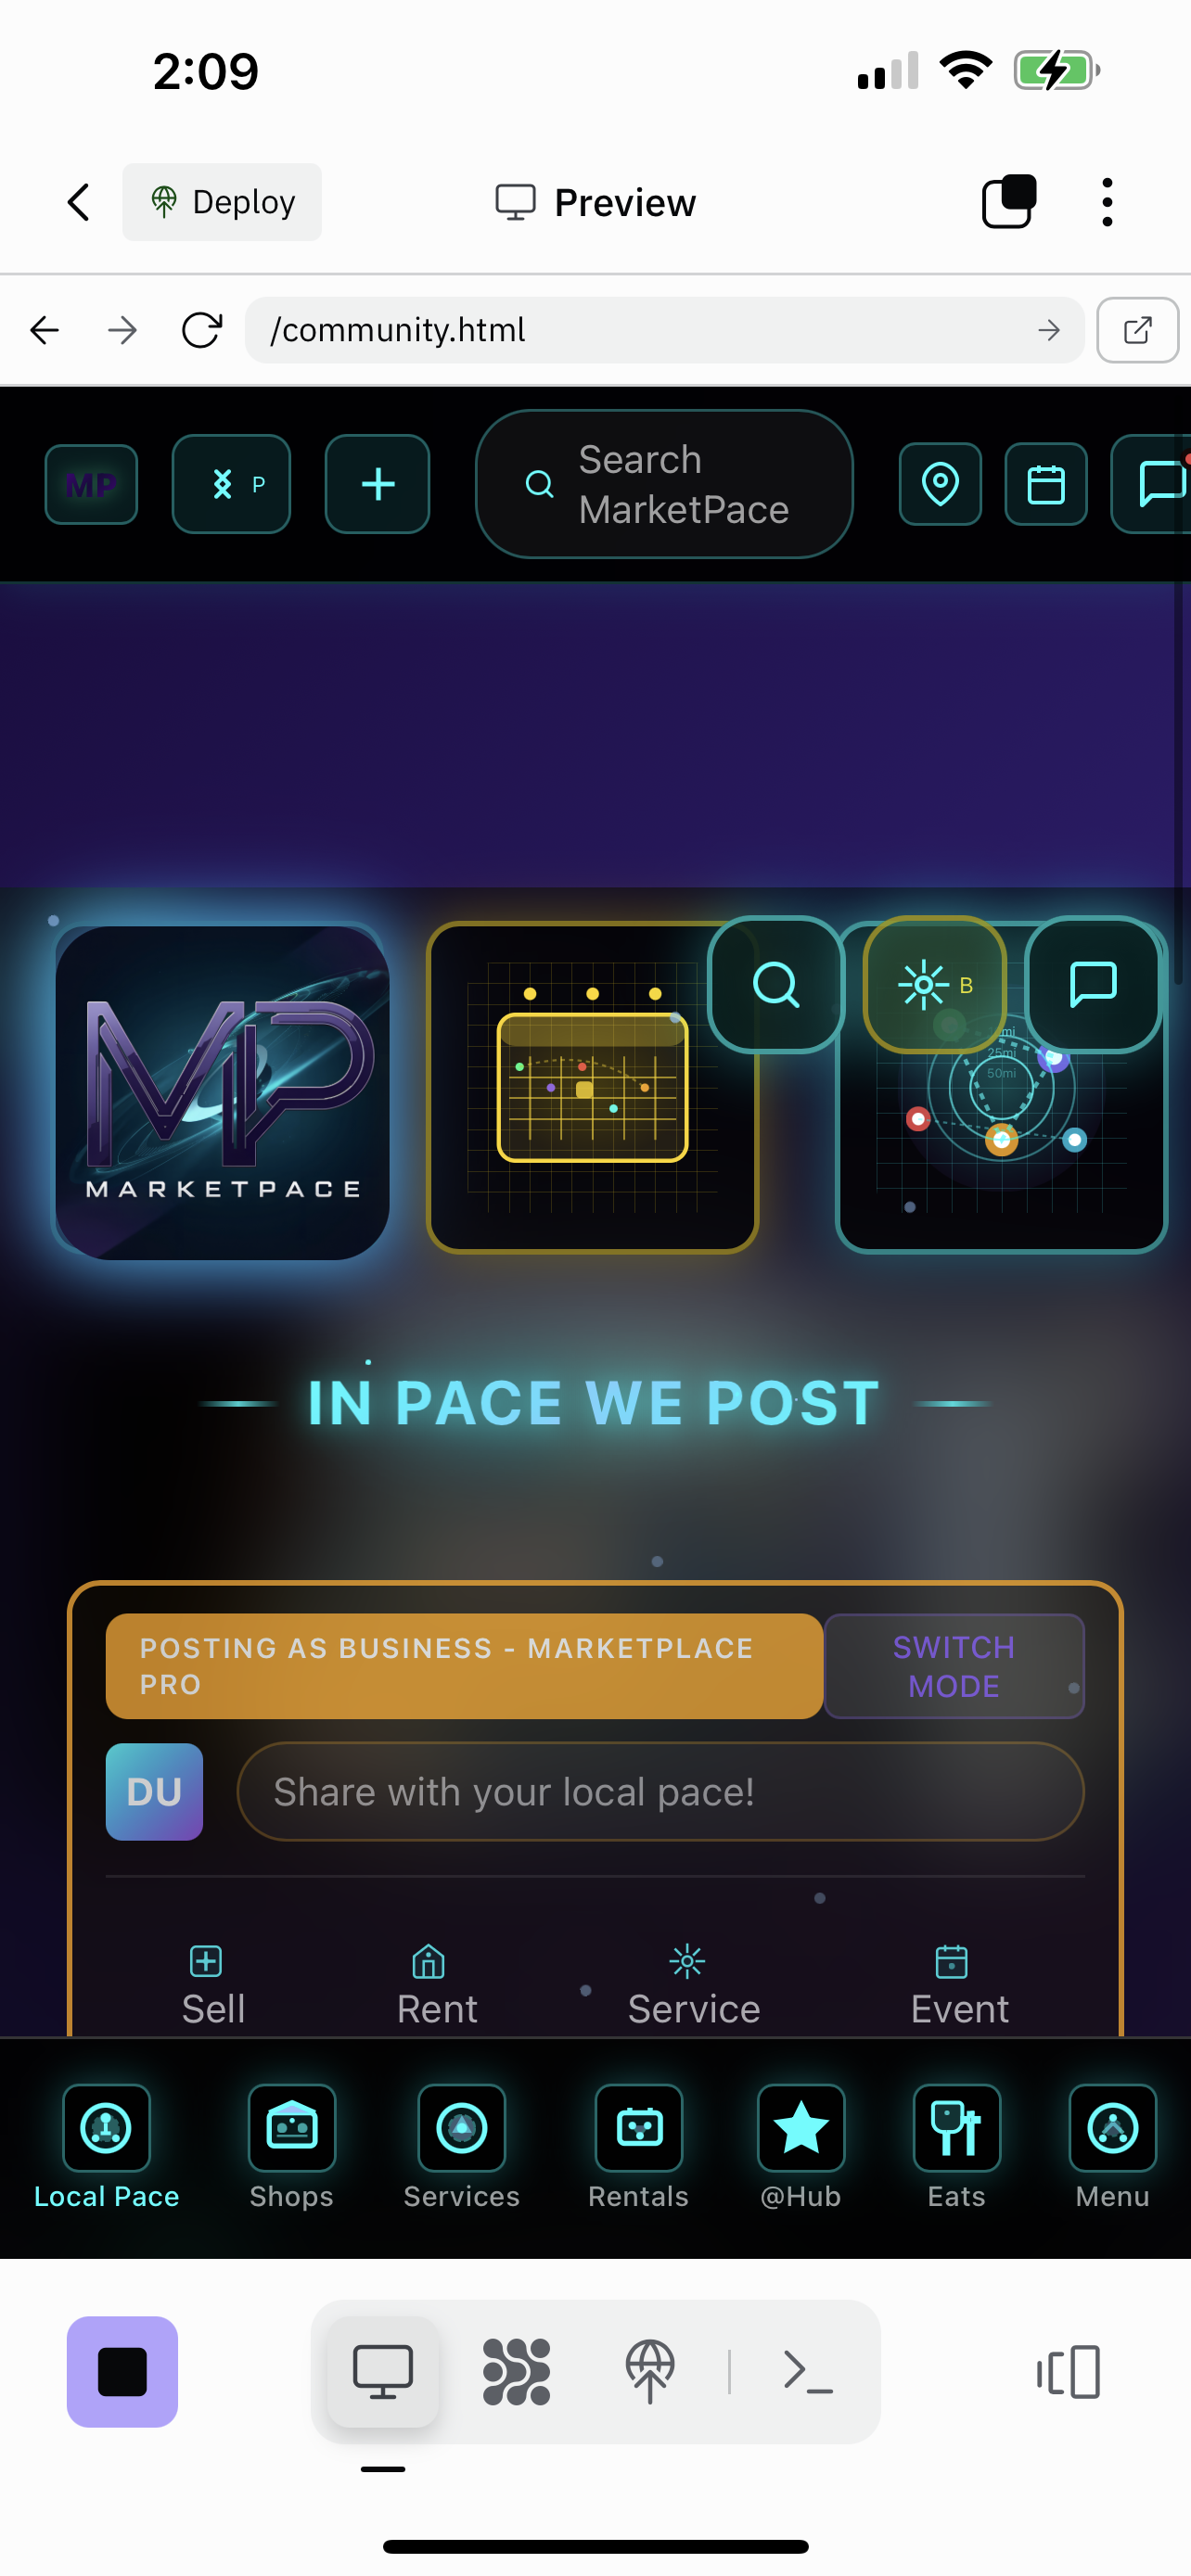 2:09
Deploy
Preview
/community.html
MP
P
Search
MarketPace
B
mi
25mi
50mi
MP
MARKETPACE
IN PACE WE POST
POSTING AS BUSINESS - MARKETPLACE
PRO
SWITCH
MODE
DU
Share with your local pace!
Sell
Rent
Service
Event
Local Pace
Shops
Services
Rentals
@Hub
Eats
Menu